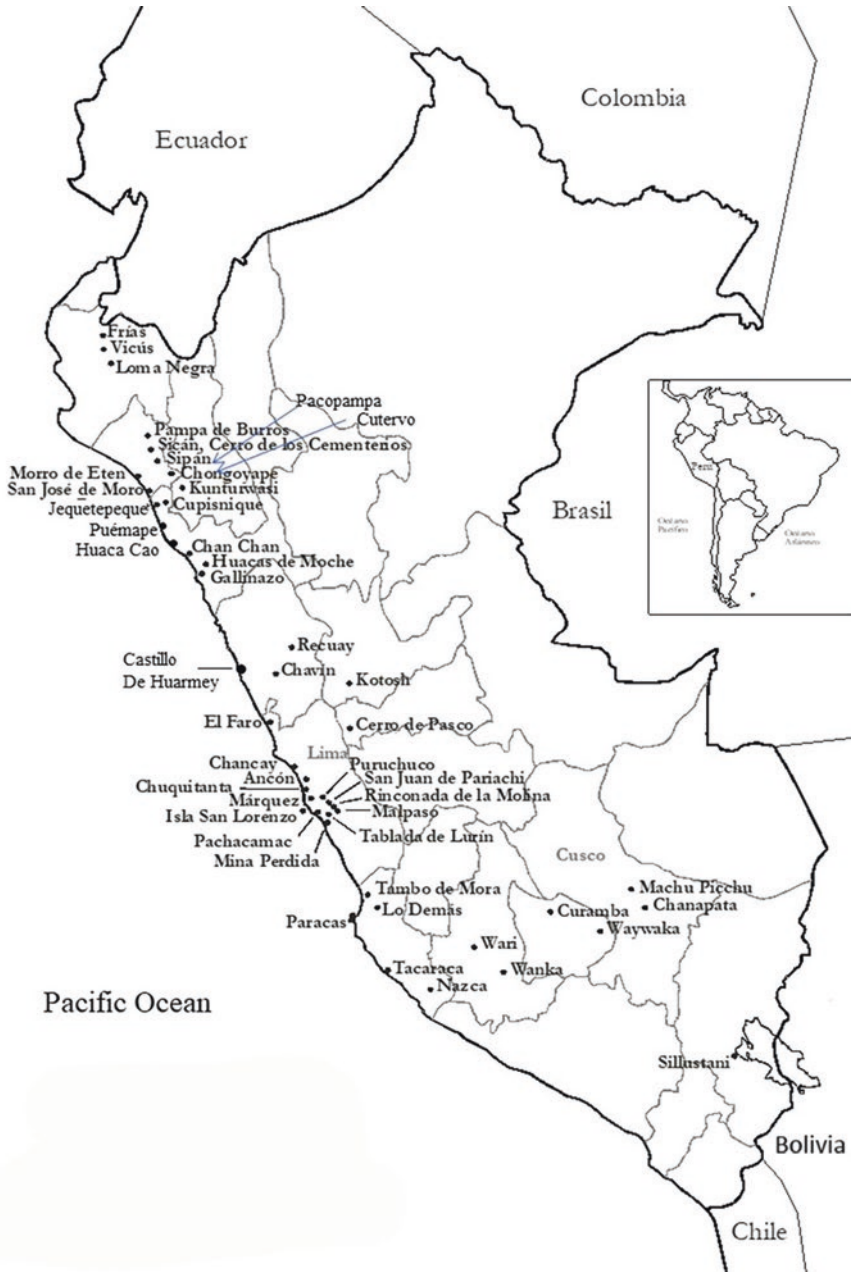 Colombia
Ecuador
Frías
Vicús
Loma Negra
Pacopampa
Cutervo
Pampa de Burros
Sicán, Cerro de los Cementerios
Sipán
Morro de Eten
Chongoyape
San José de Moro
Kunturwasi
Jequetepeque
Cupisnique
Puémape
Huaca Cao
Chan Chan
Huacas de Moche
Gallinazo
Brasil
Perú
Océano
Pacífico
Océano
Atlántico
Recuay
Castillo
De Huarmey
Chavín
Kotosh
El Faro
Cerro de Pasco
Lima
Chancay
Puruchuco
Ancón
San Juan de Pariachi
Chuquitanta
Rinconada de la Molina
Márquez
Malpaso
Isla San Lorenzo
Tablada de Lurín
Pachacamac
Mina Perdida
Cusco
Machu Picchu
Tambo de Mora
Chanapata
Lo Demás
Curamba
Paracas
Waywaka
Wari
Tacaraca
Wanka
Nazca
Pacific Ocean
Sillustani
Bolivia
Chile